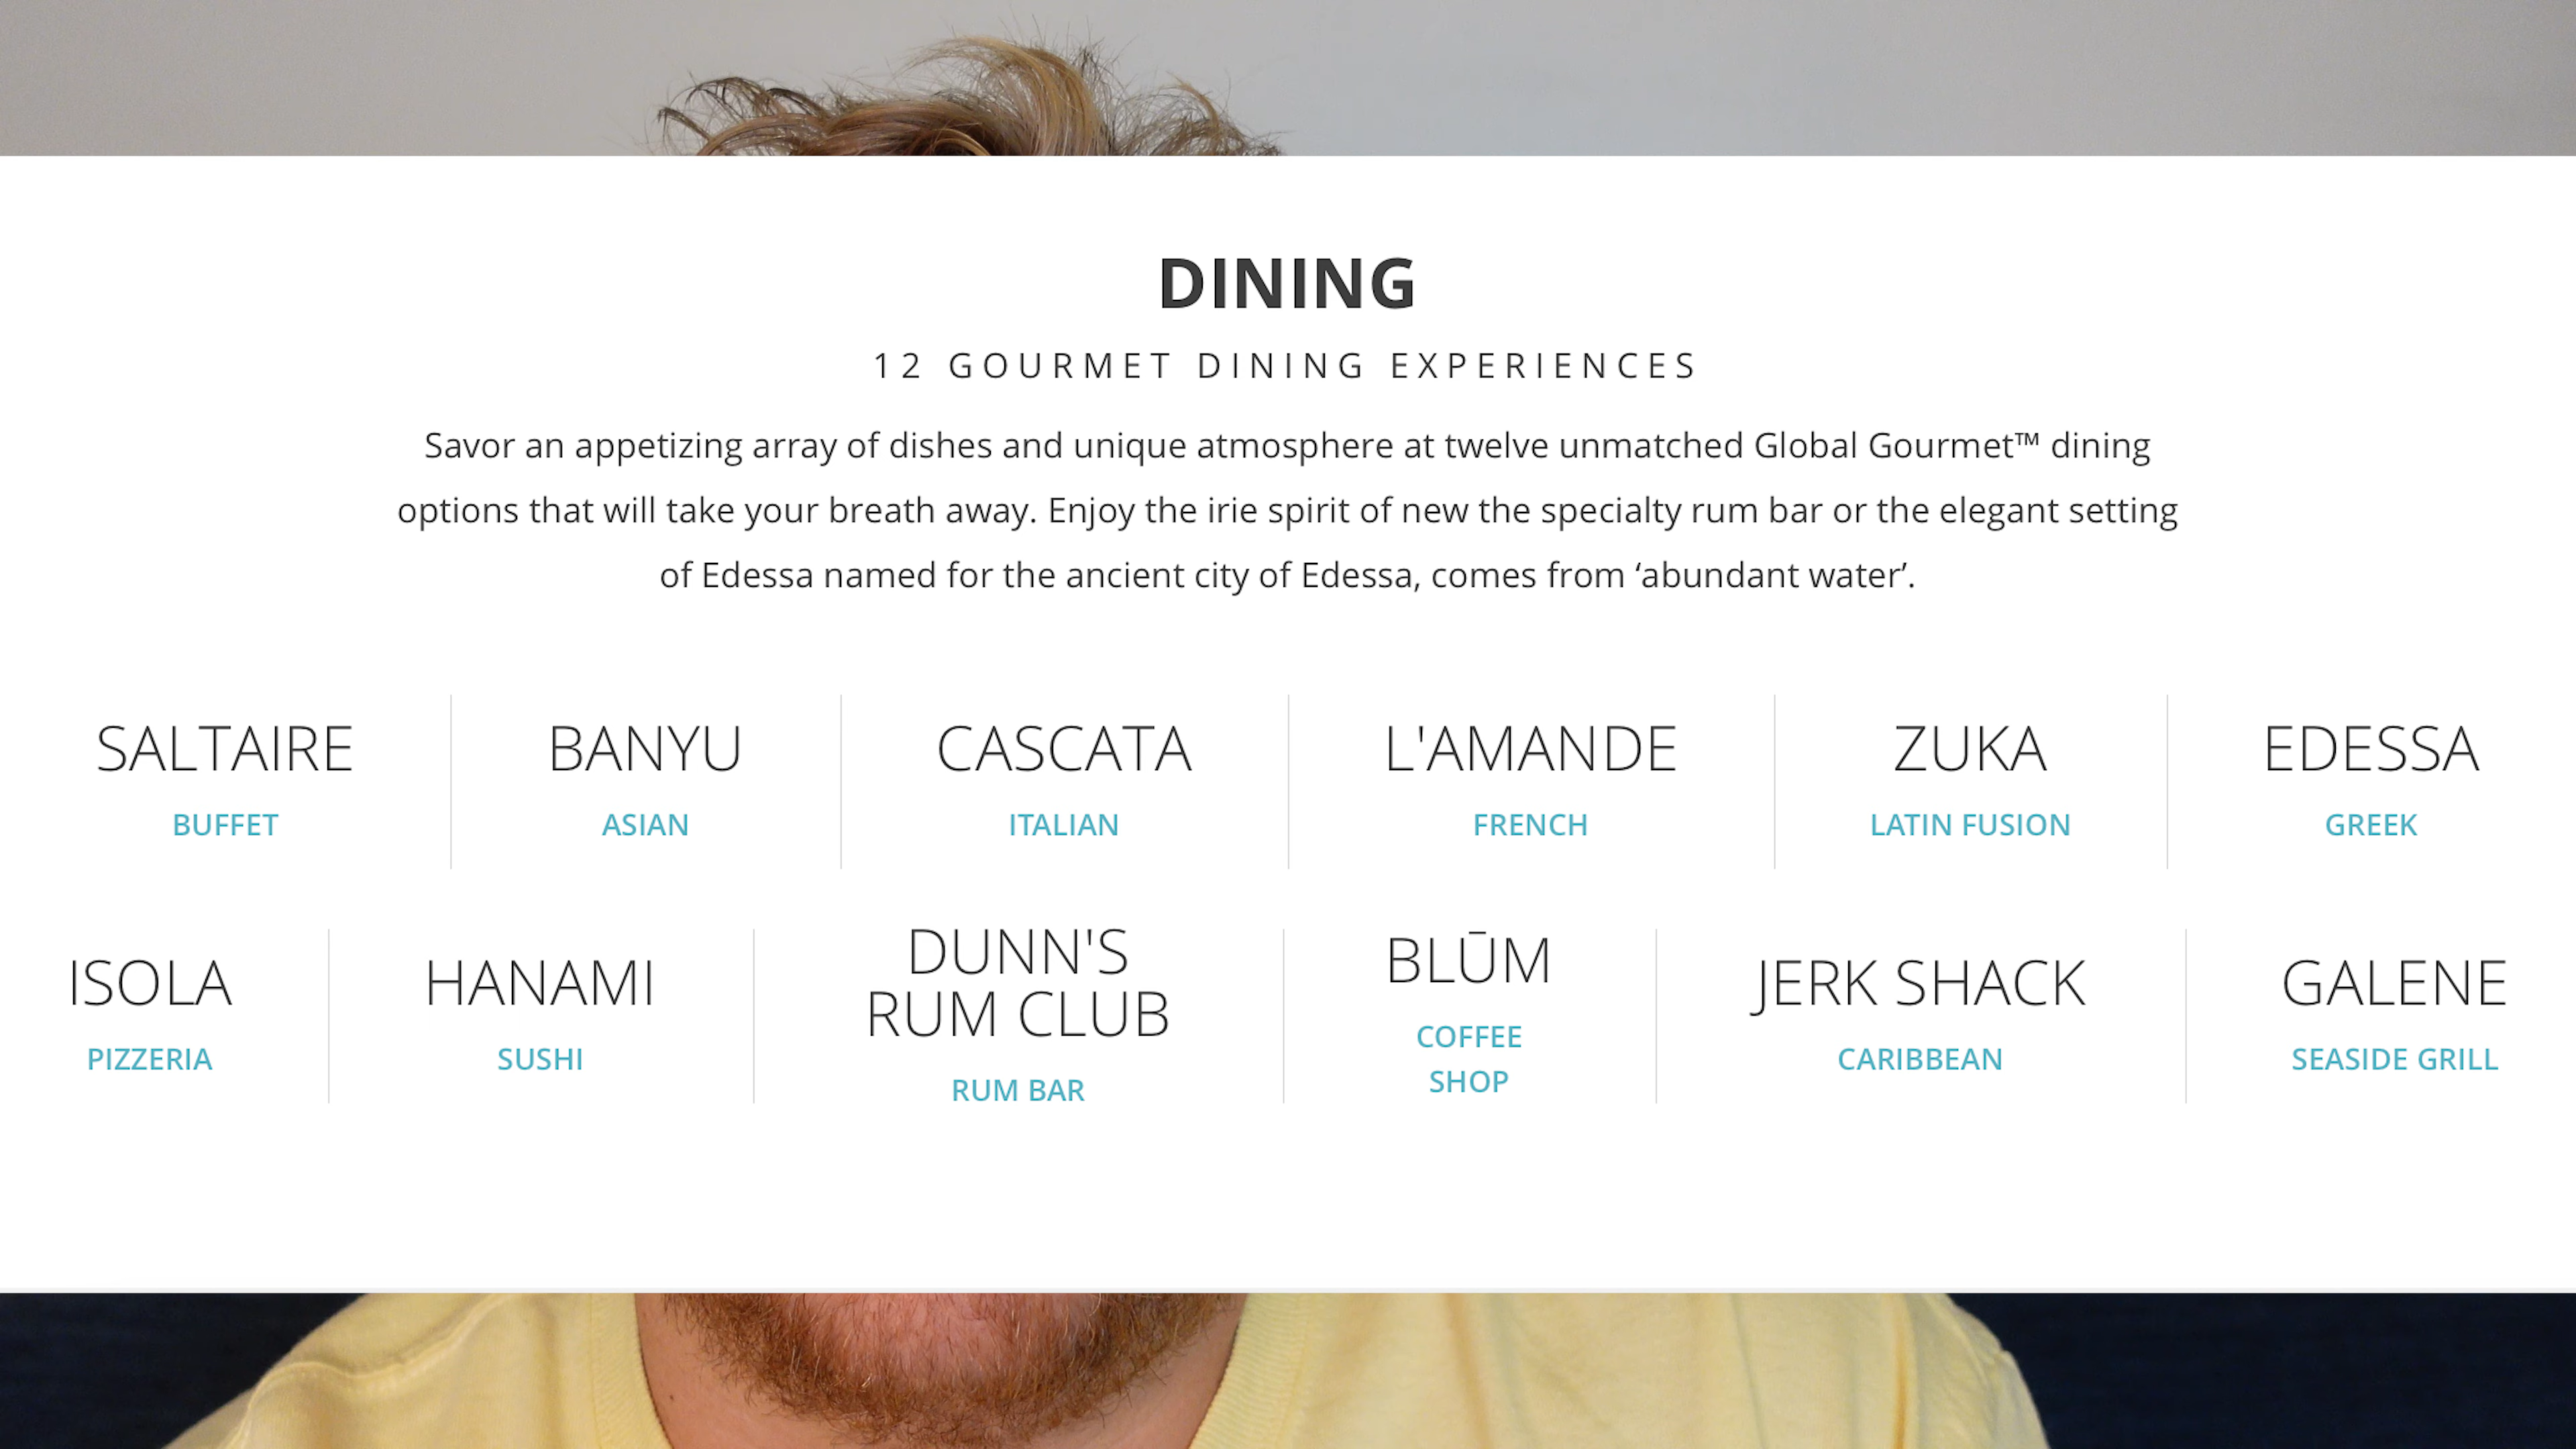 DINING
12 GOURMET DINING EXPERIENCES
Savor an appetizing array of dishes and unique atmosphere at twelve unmatched Global Gourmet™ dining
options that will take your breath away. Enjoy the irie spirit of new the specialty rum bar or the elegant setting
of Edessa named for the ancient city of Edessa, comes from ‘abundant water’.
SALTAIRE
BUFFET
BANYU
ASIAN
CASCATA
ITALIAN
L'AMANDE
FRENCH
ZUKA
LATIN FUSION
EDESSA
GREEK
ISOLA
PIZZERIA
HANAMI
SUSHI
DUNN'S
RUM CLUB
RUM BAR
BLŪM
COFFEE
SHOP
JERK SHACK
CARIBBEAN
GALENE
SEASIDE GRILL